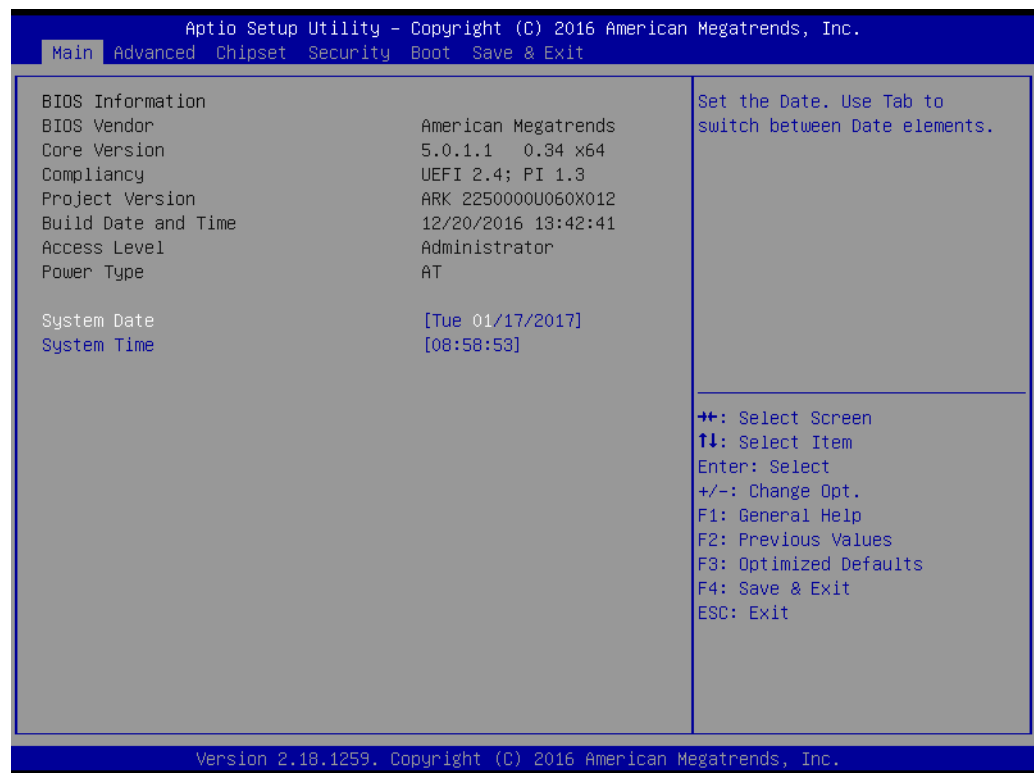 Aptio Setup Utility – Copyright (C) 2016 American Megatrends, Inc.
Main Advanced Chipset Security Boot Save & Exit
BIOS Information
BIOS Vendor American Megatrends
Core Version 5.0.1.1 0.34 x64
Compliancy UEFI 2.4; PI 1.3
Project Version ARK 2250000U060X012
Build Date and Time 12/20/2016 13:42:41
Access Level Administrator
Power Type AT
System Date [Tue 01/17/2017]
System Time [08:58:53]
Set the Date. Use Tab to
switch between Date elements.
→←: Select Screen
↑↓: Select Item
Enter: Select
+/-: Change Opt.
F1: General Help
F2: Previous Values
F3: Optimized Defaults
F4: Save & Exit
ESC: Exit
Version 2.18.1259. Copyright (C) 2016 American Megatrends, Inc.